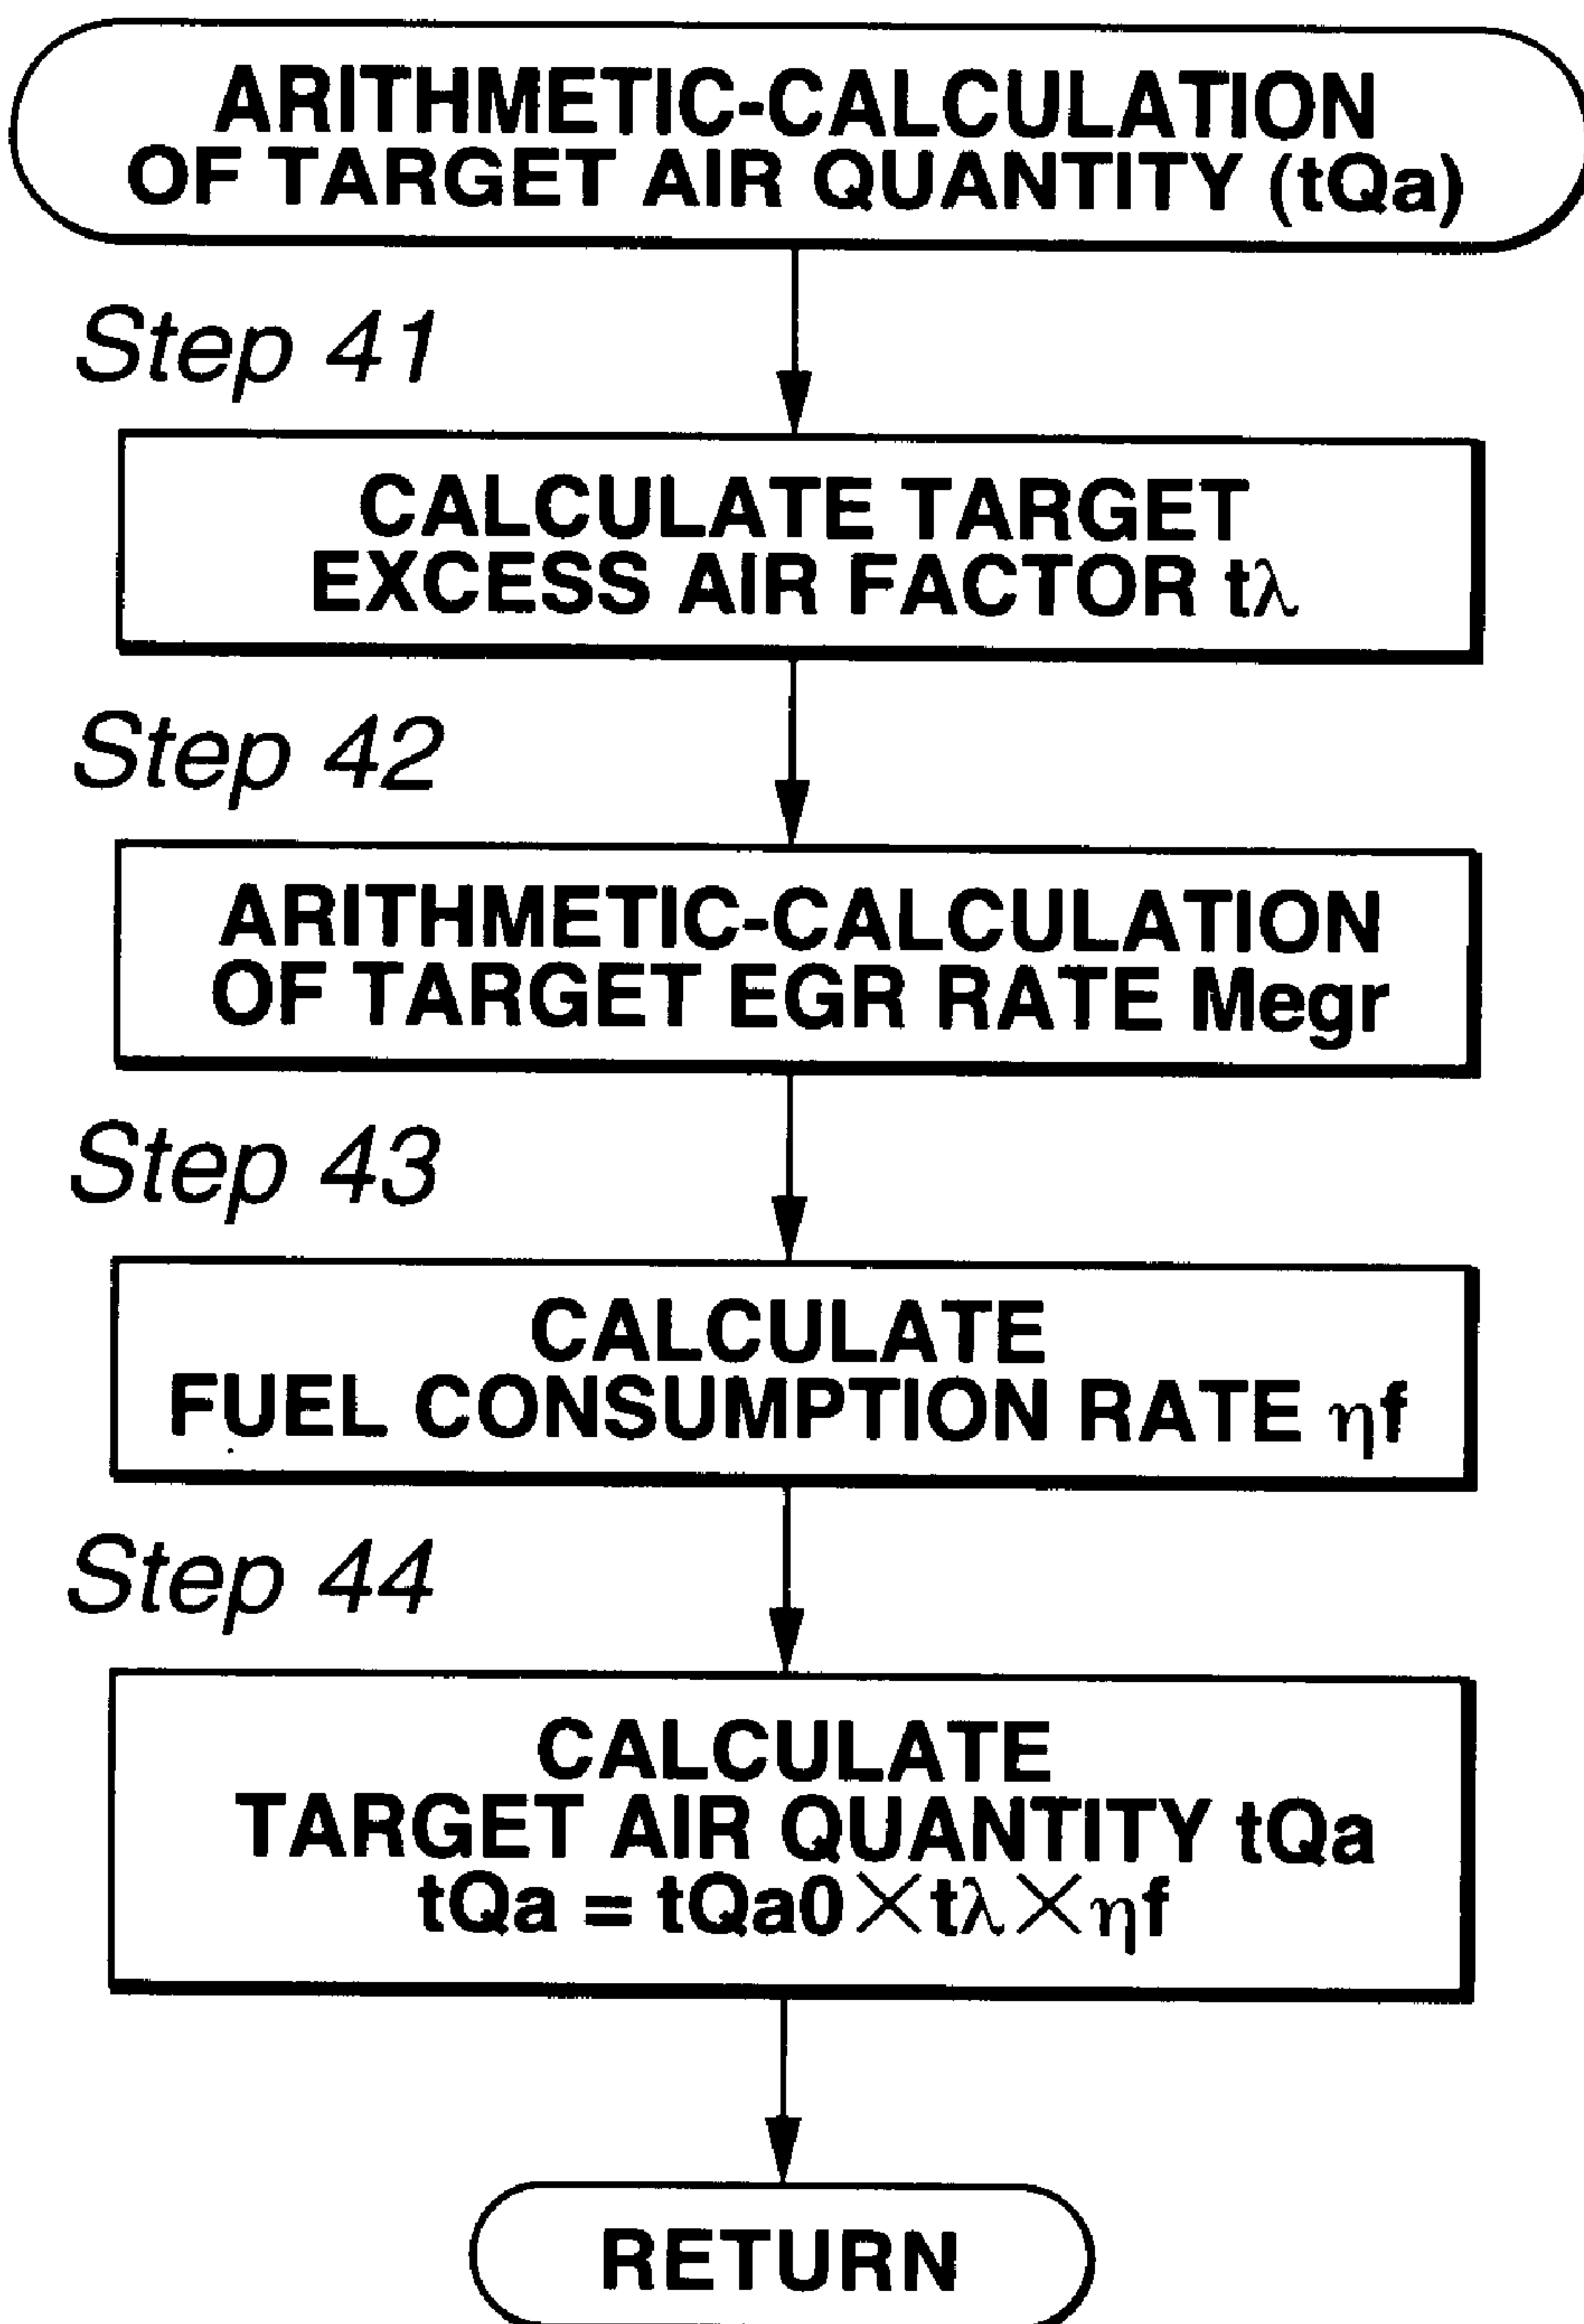 ARITHMETIC-CALCULATION
OF TARGET AIR QUANTITY (tQa)
Step 41
CALCULATE TARGET
EXCESS AIR FACTOR tλ
Step 42
ARITHMETIC-CALCULATION
OF TARGET EGR RATE Megr
Step 43
CALCULATE
FUEL CONSUMPTION RATE ηf
Step 44
CALCULATE
TARGET AIR QUANTITY tQa
tQa = tQa0×tλ×ηf
RETURN